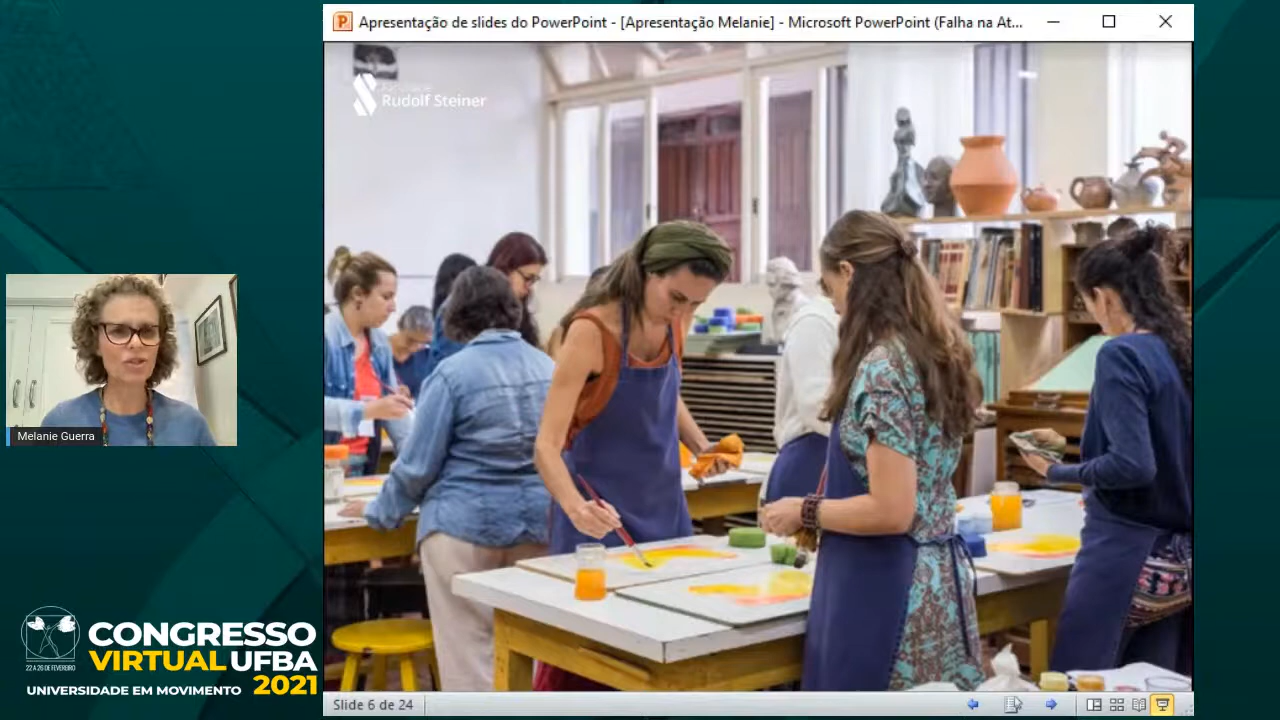 Apresentação de slides do PowerPoint - [Apresentação Melanie] - Microsoft PowerPoint (Falha na At...
Rudolf Steiner
Melanie Guerra
22 A 26 DE FEVEREIRO
CONGRESSO
VIRTUAL UFBA
UNIVERSIDADE EM MOVIMENTO 2021
Slide 6 de 24